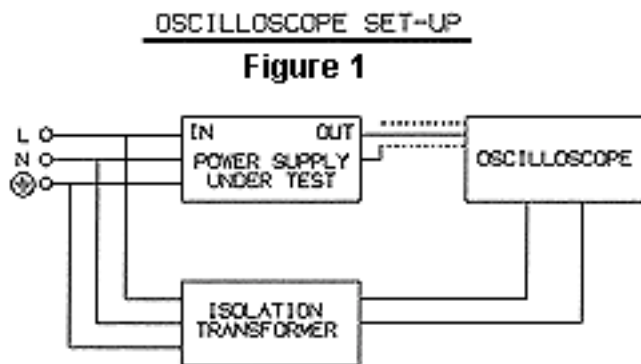 OSCILLOSCOPE SET-UP
Figure 1
L
N
IN OUT
POWER SUPPLY
UNDER TEST
OSCILLOSCOPE
ISOLATION
TRANSFORMER